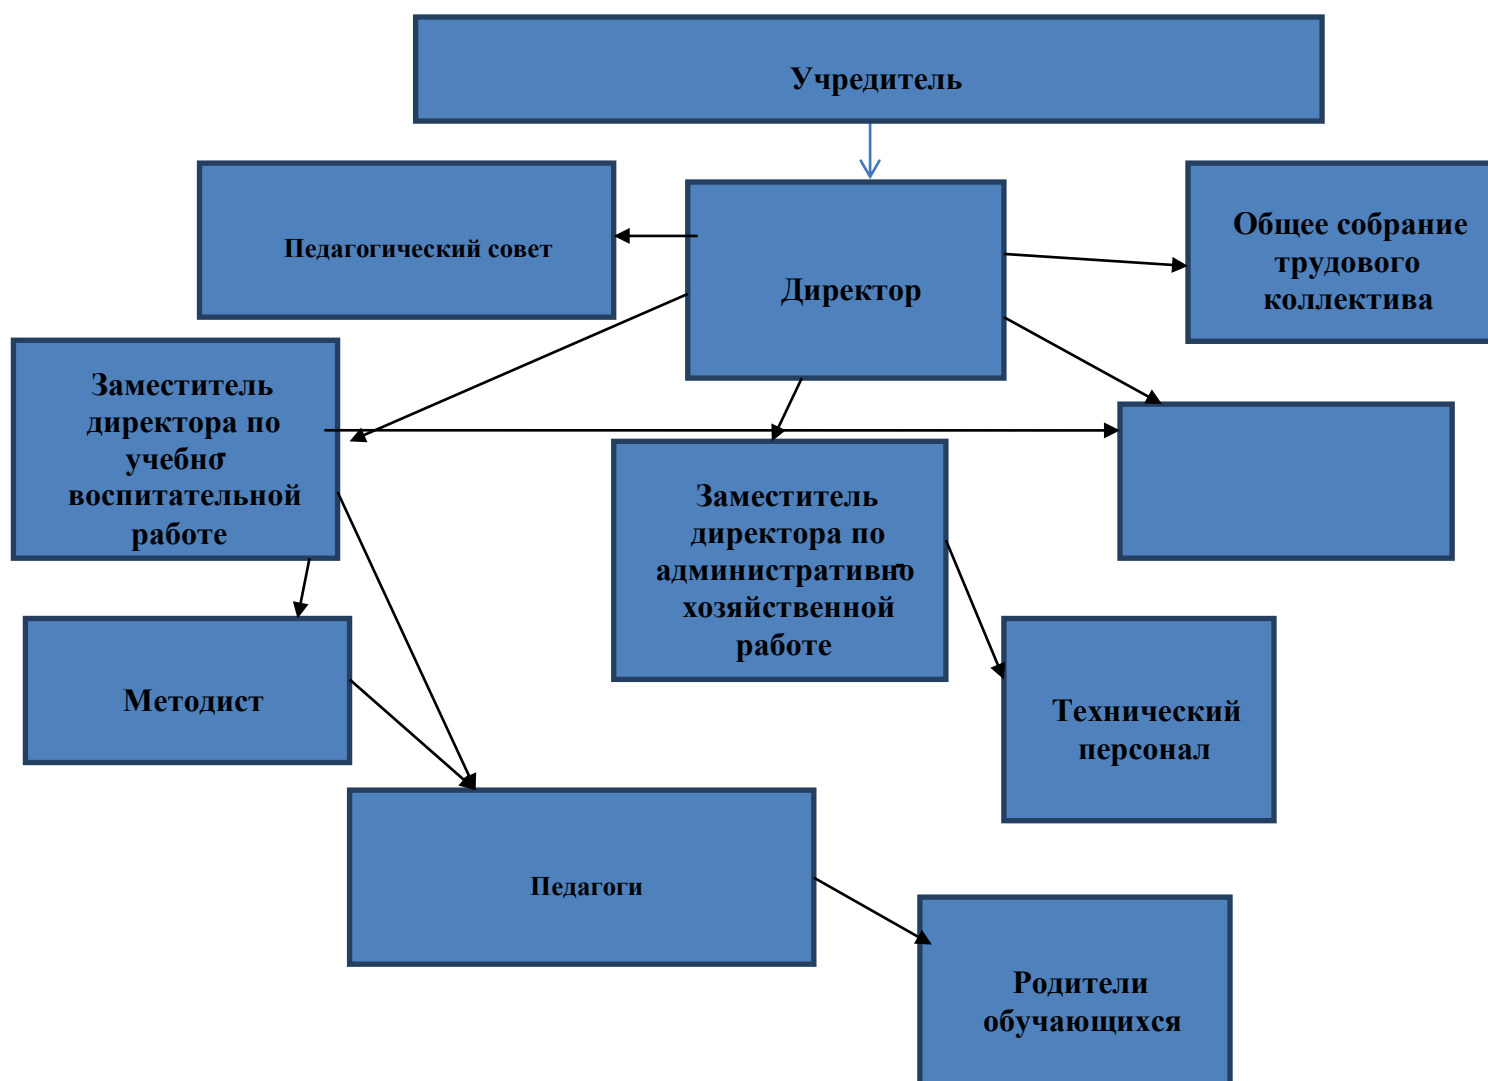 Учредитель
Педагогический совет
Директор
Общее собрание
трудового
коллектива
Заместитель
директора по
учебно-
воспитательной
работе
Заместитель
директора по
административно-
хозяйственной
работе
Методист
Технический
персонал
Педагоги
Родители
обучающихся